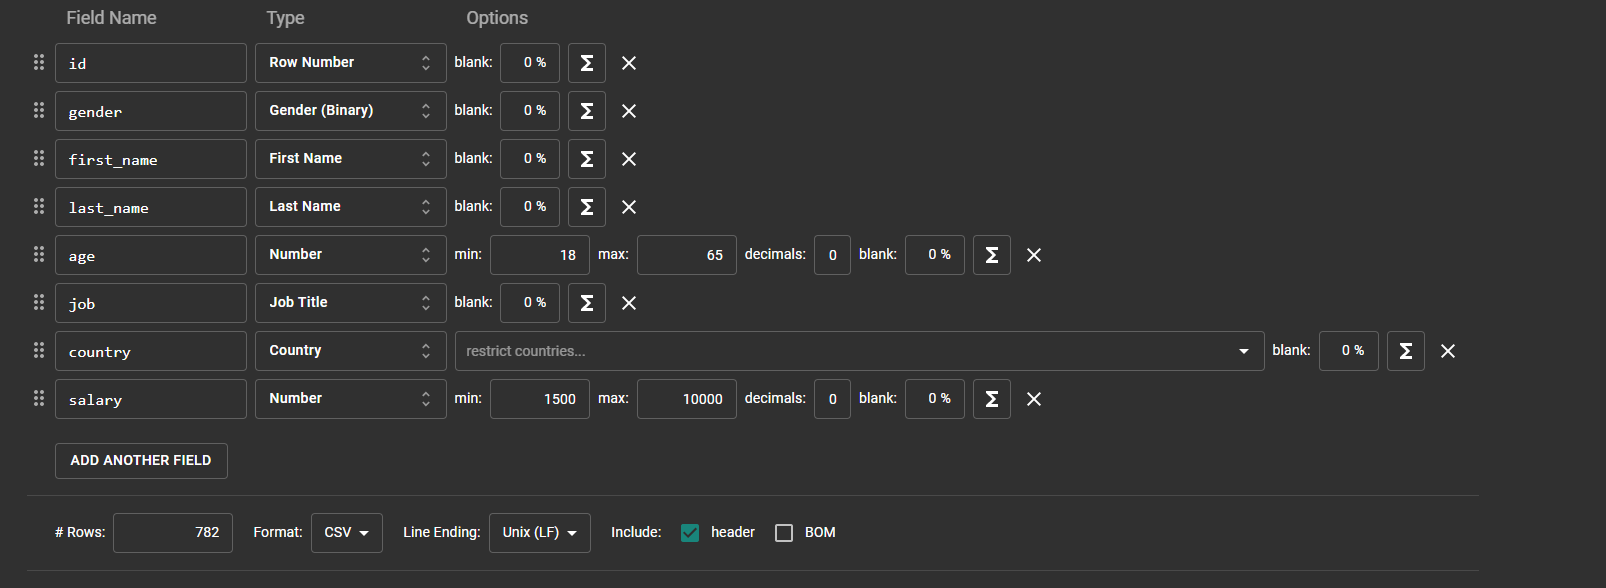 Field Name Type Options
id Row Number blank: 0 % Σ
gender Gender (Binary) blank: 0 % Σ
first_name First Name blank: 0 % Σ
last_name Last Name blank: 0 % Σ
age Number min: 18 max: 65 decimals: 0 blank: 0 % Σ
job Job Title blank: 0 % Σ
country Country restrict countries... blank: 0 % Σ
salary Number min: 1500 max: 10000 decimals: 0 blank: 0 % Σ
ADD ANOTHER FIELD
# Rows: 782 Format: CSV Line Ending: Unix (LF) Include: header BOM